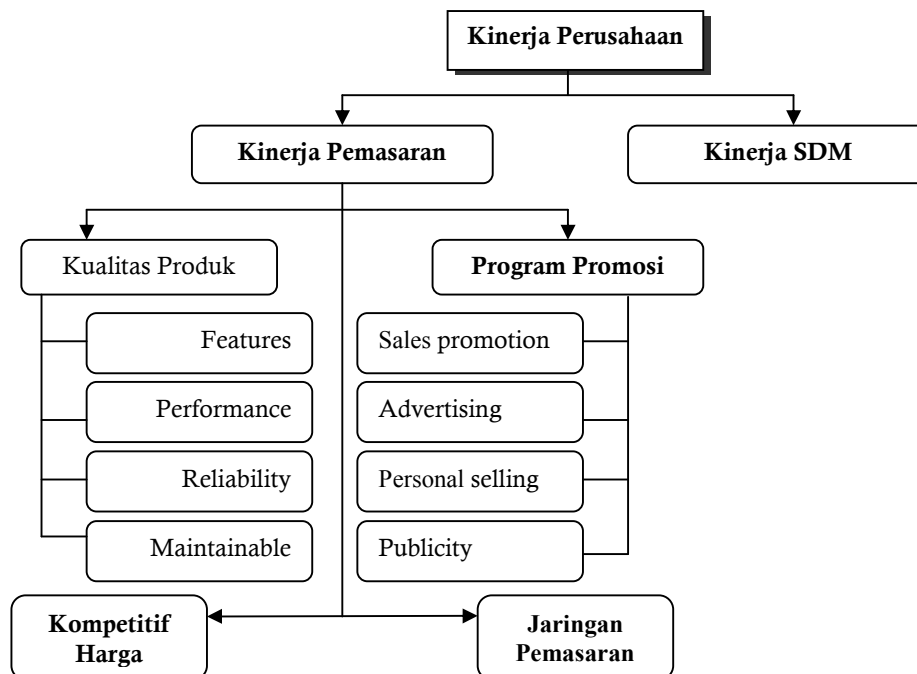 Kinerja Perusahaan
Kinerja Pemasaran
Kinerja SDM
Kualitas Produk
Program Promosi
Features
Sales promotion
Performance
Advertising
Reliability
Personal selling
Maintainable
Publicity
Kompetitif
Harga
Jaringan
Pemasaran